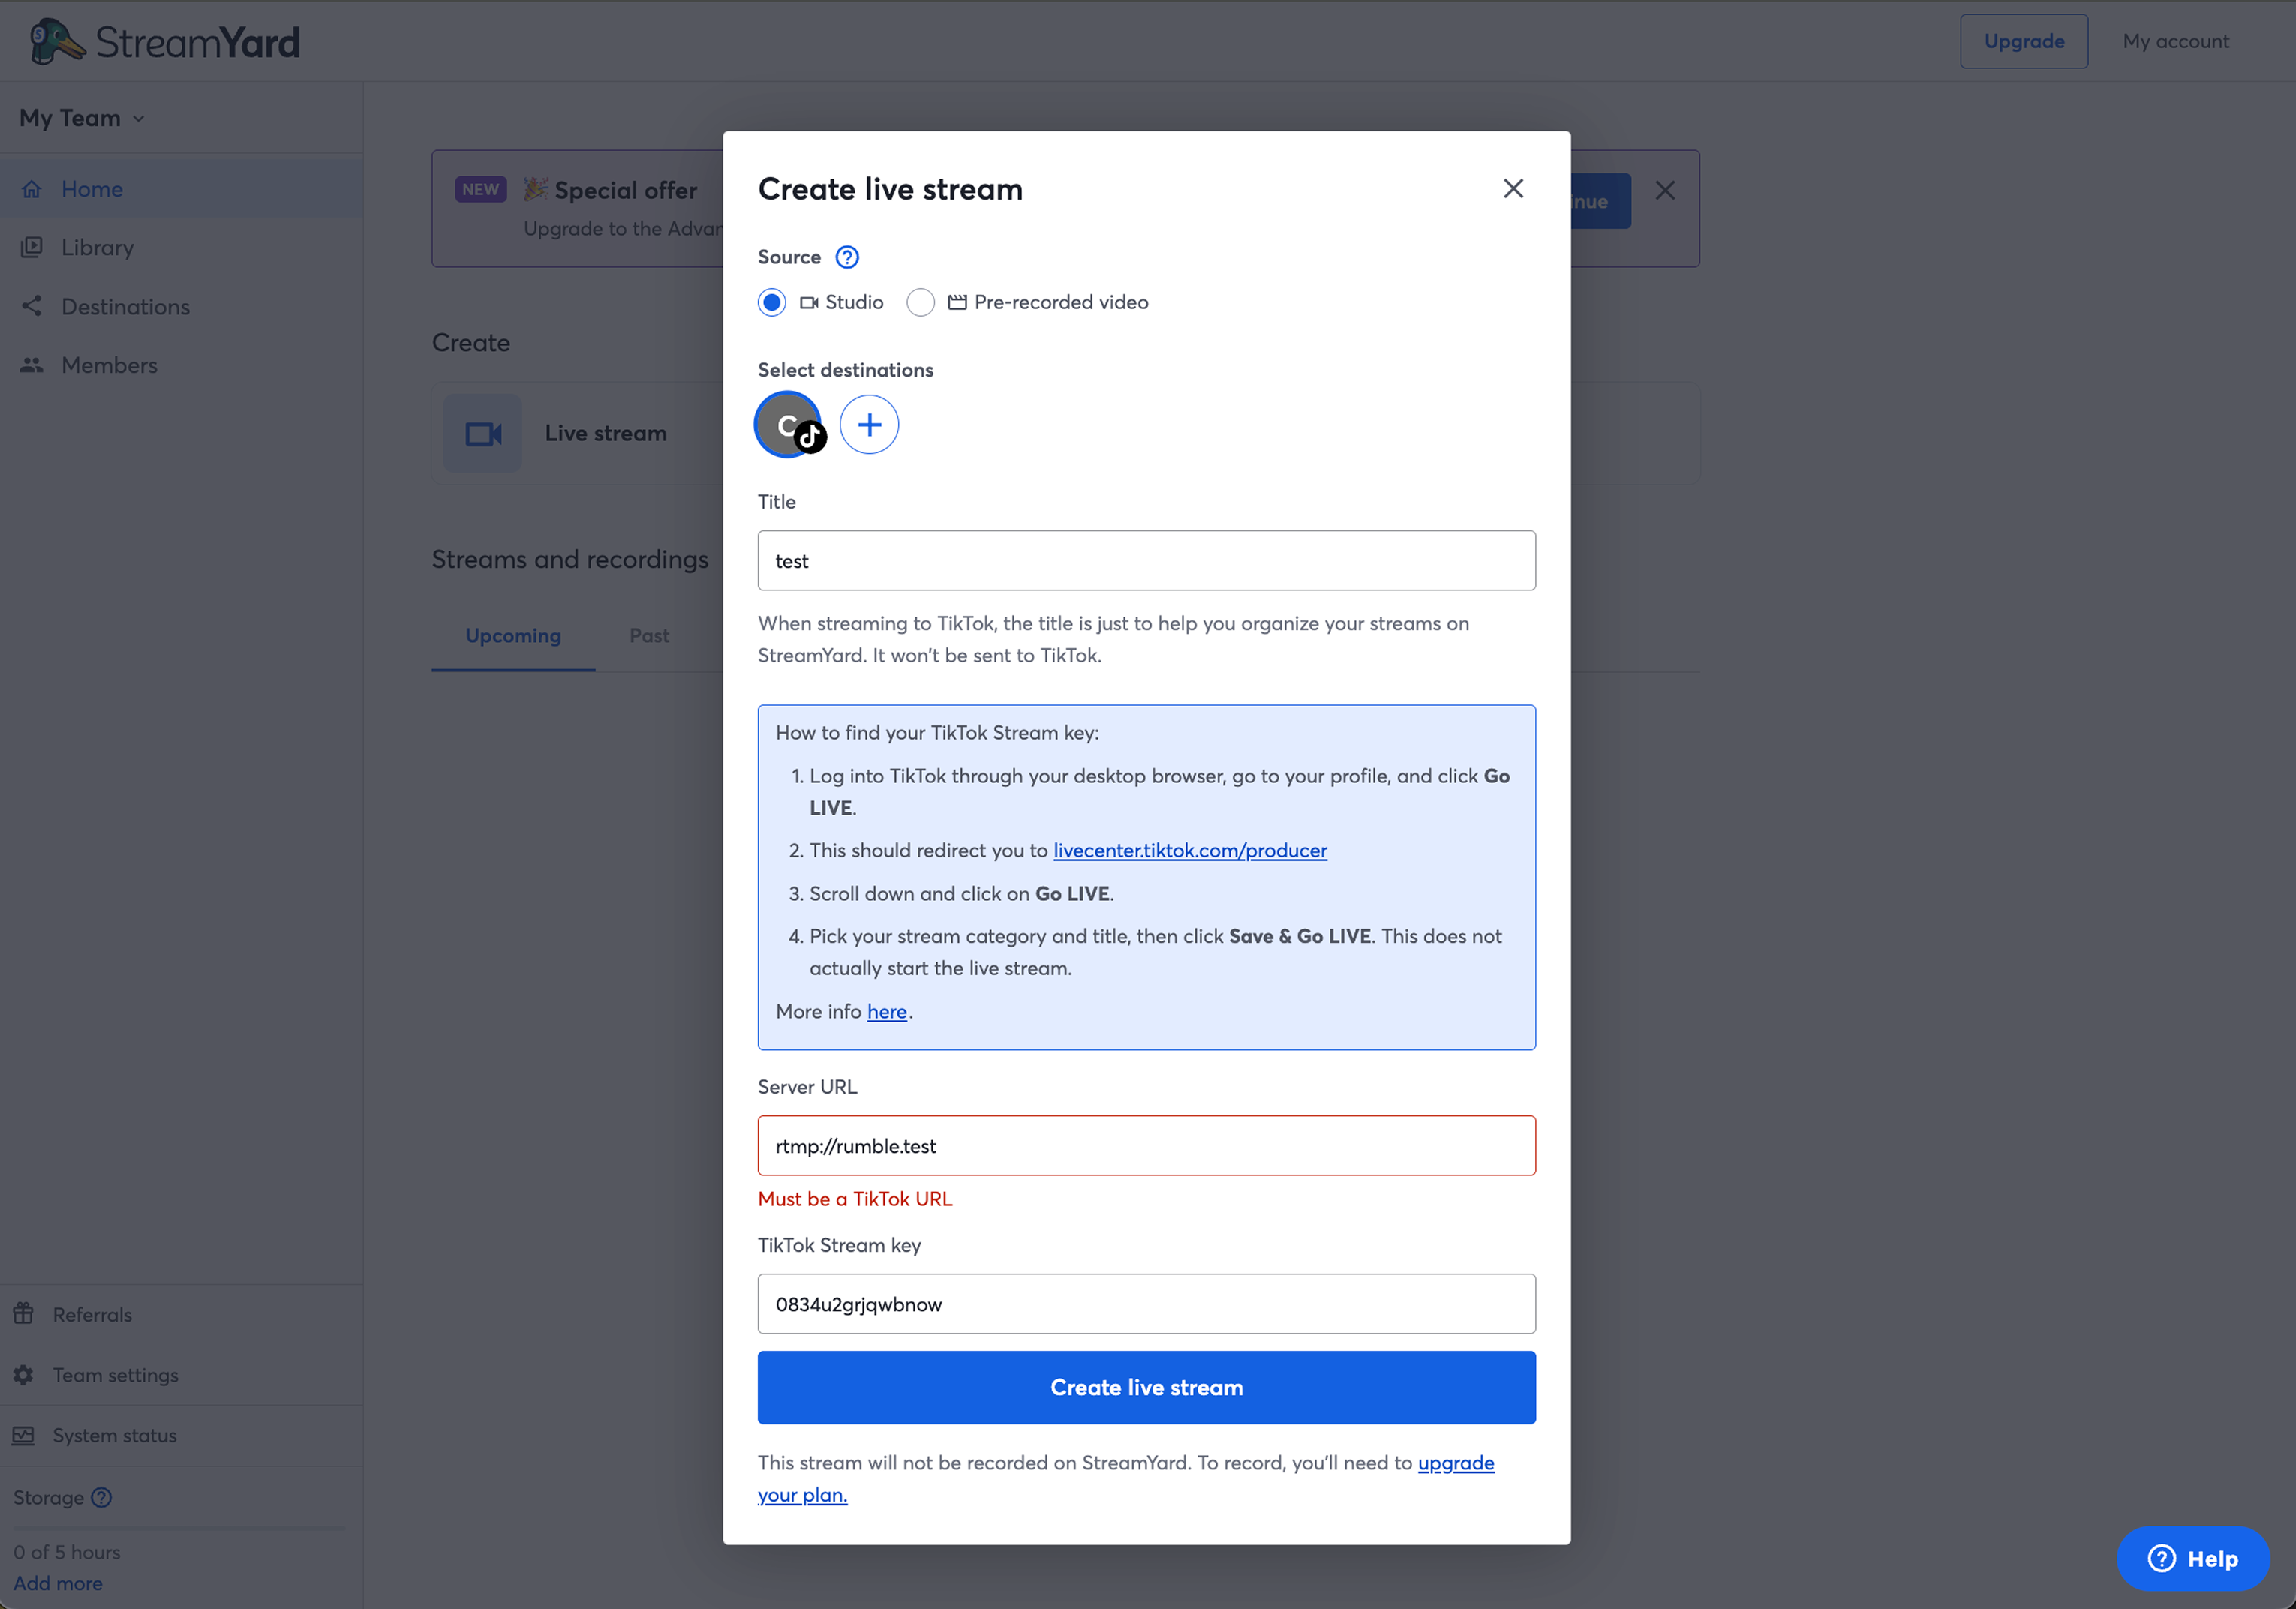 StreamYard
Upgrade
My account
My Team
Home
Library
Destinations
Members
NEW
Special offer
Upgrade to the
Create
Live stream
Streams and recordings
Upcoming
Past
Create live stream
Source
Studio
Pre-recorded video
Select destinations
C
Title
test
When streaming to TikTok, the title is just to help you organize your streams on
StreamYard. It won't be sent to TikTok.
How to find your TikTok Stream key:
1. Log into TikTok through your desktop browser, go to your profile, and click Go
LIVE.
2. This should redirect you to livecenter.tiktok.com/producer
3. Scroll down and click on Go LIVE.
4. Pick your stream category and title, then click Save & Go LIVE. This does not
actually start the live stream.
More info here.
Server URL
rtmp://rumble.test
Must be a TikTok URL
TikTok Stream key
0834u2grjqwbnow
Create live stream
This stream will not be recorded on StreamYard. To record, you'll need to upgrade
your plan.
Referrals
Team settings
System status
Storage
0 of 5 hours
Add more
Help